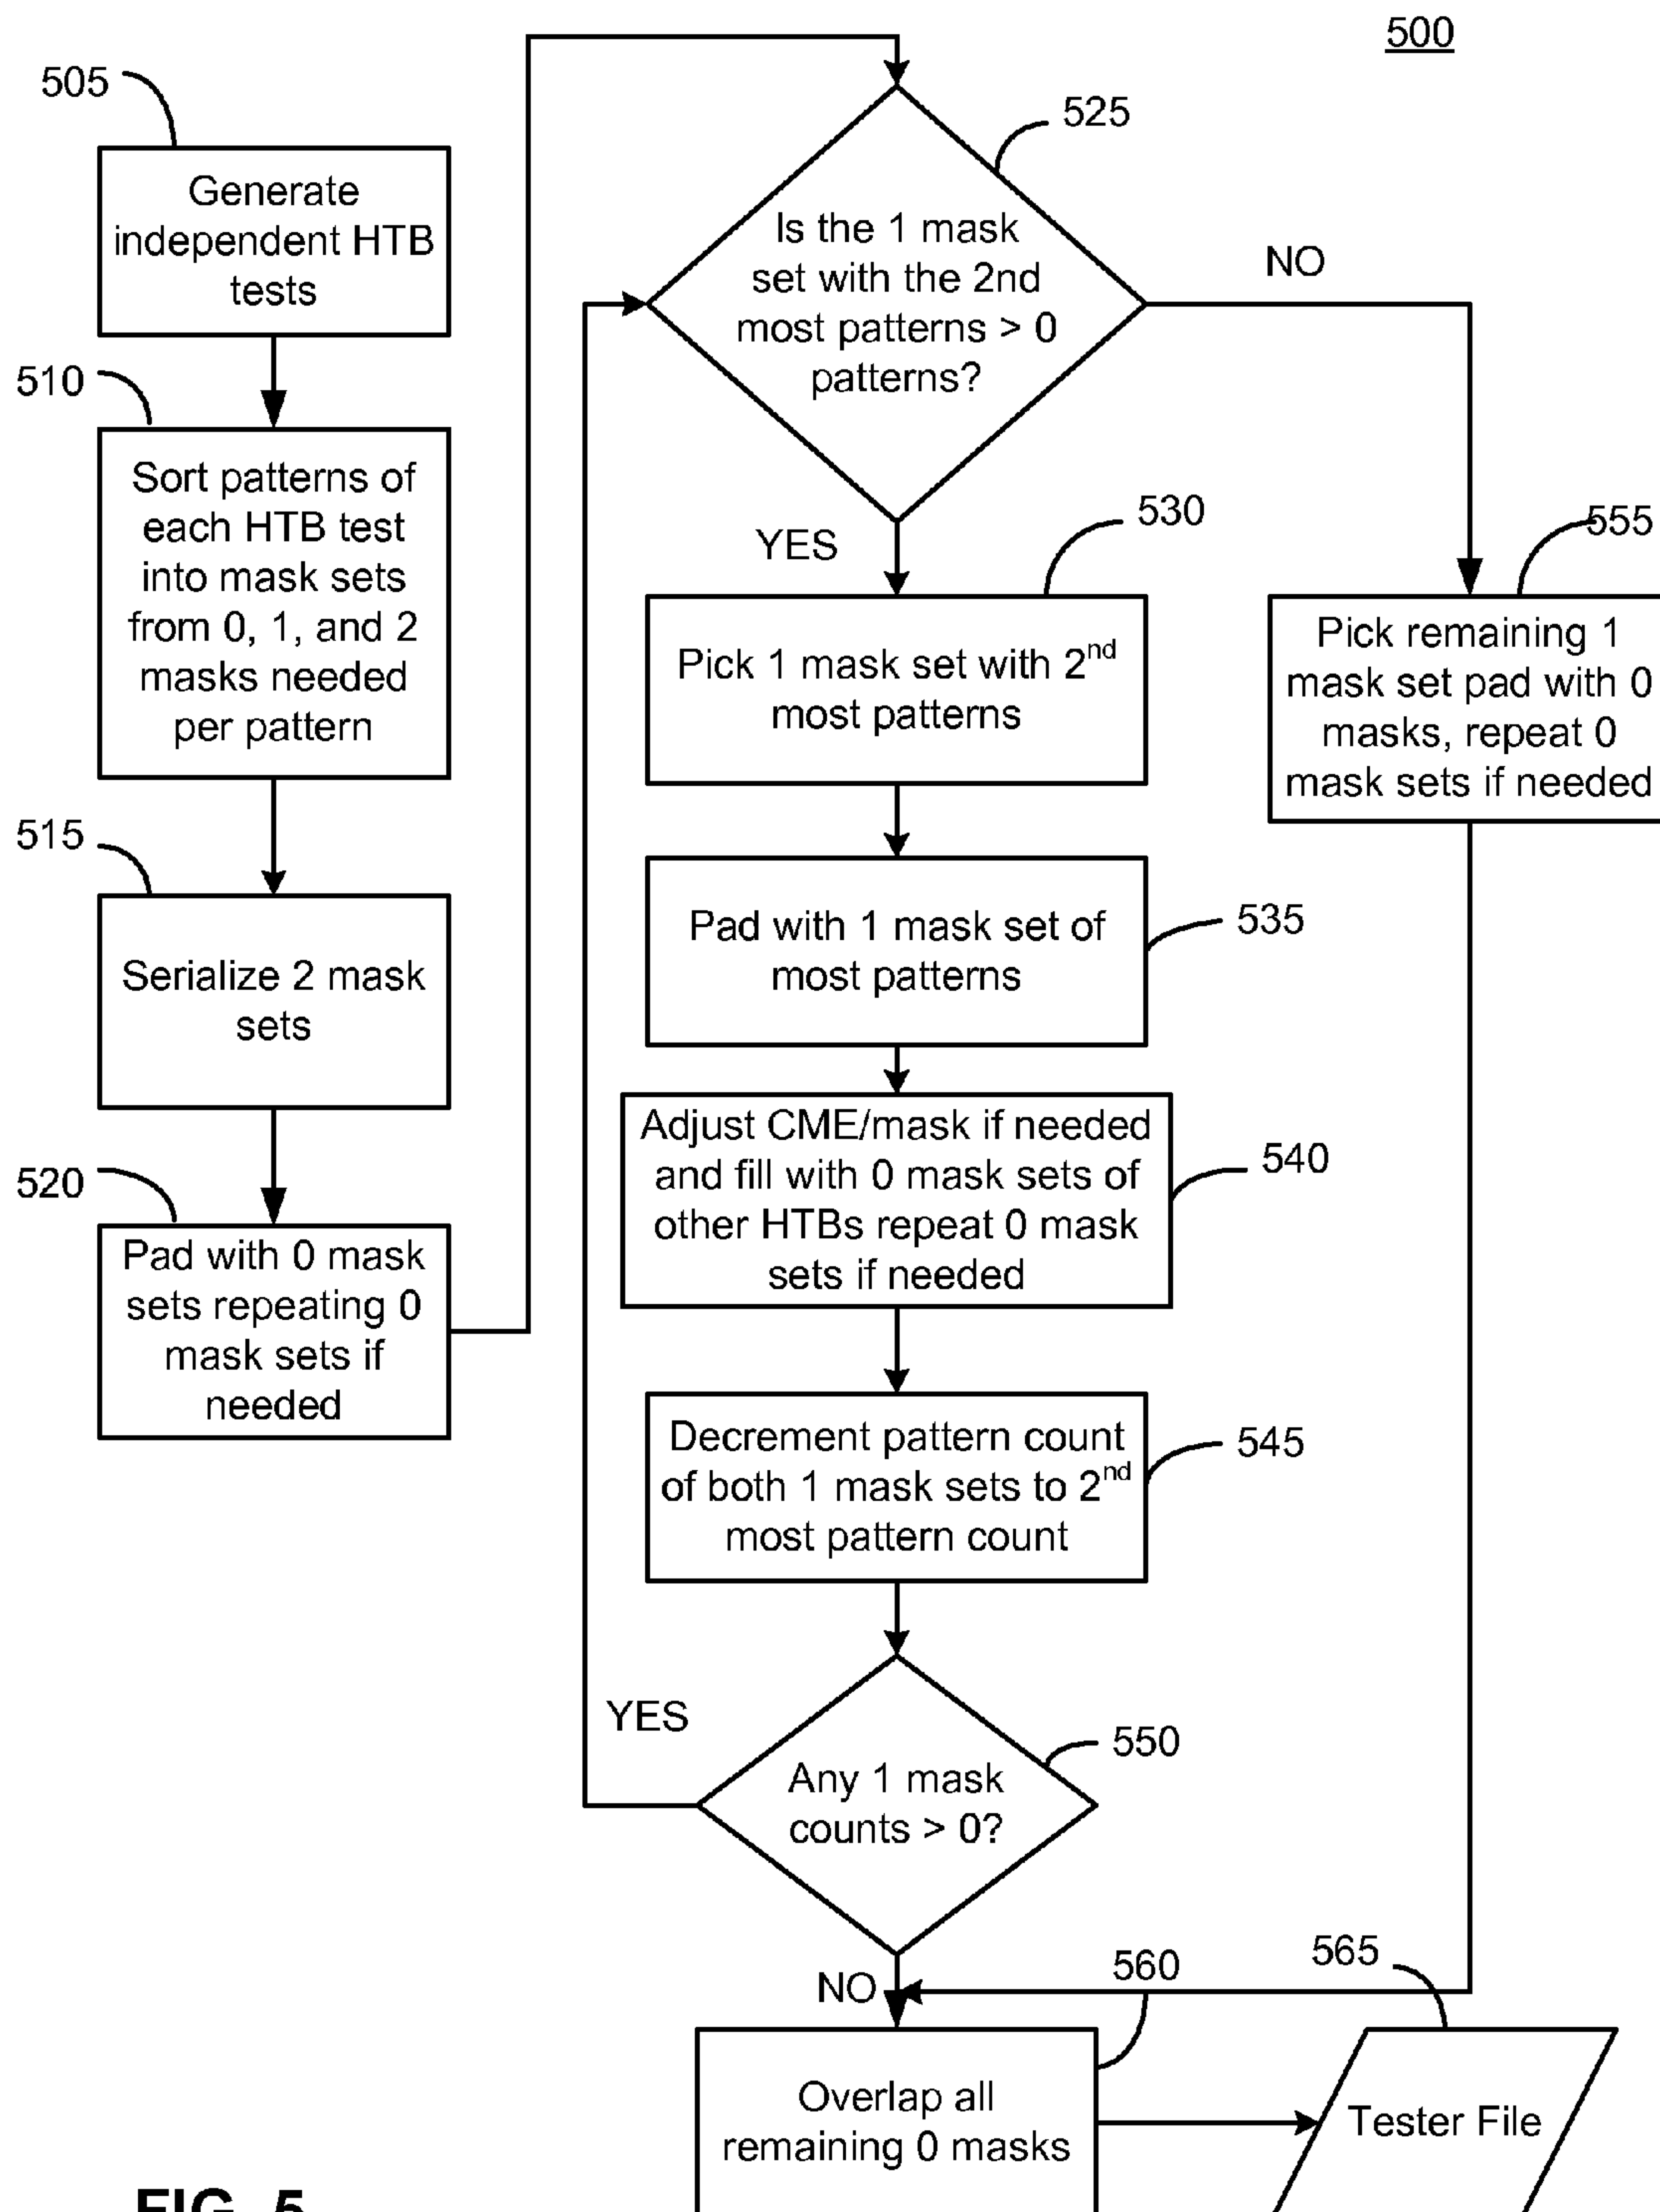 500
505
Generate
independent HTB
tests
510
Sort patterns of
each HTB test
into mask sets
from 0, 1, and 2
masks needed
per pattern
515
Serialize 2 mask
sets
520
Pad with 0 mask
sets repeating 0
mask sets if
needed
525
Is the 1 mask
set with the 2nd
most patterns > 0
patterns?
NO
YES
530
Pick 1 mask set with 2nd
most patterns
555
Pick remaining 1
mask set pad with 0
masks, repeat 0
mask sets if needed
535
Pad with 1 mask set of
most patterns
540
Adjust CME/mask if needed
and fill with 0 mask sets of
other HTBs repeat 0 mask
sets if needed
545
Decrement pattern count
of both 1 mask sets to 2nd
most pattern count
YES
550
Any 1 mask
counts > 0?
NO
560
565
Overlap all
remaining 0 masks
Tester File
FIG. 5